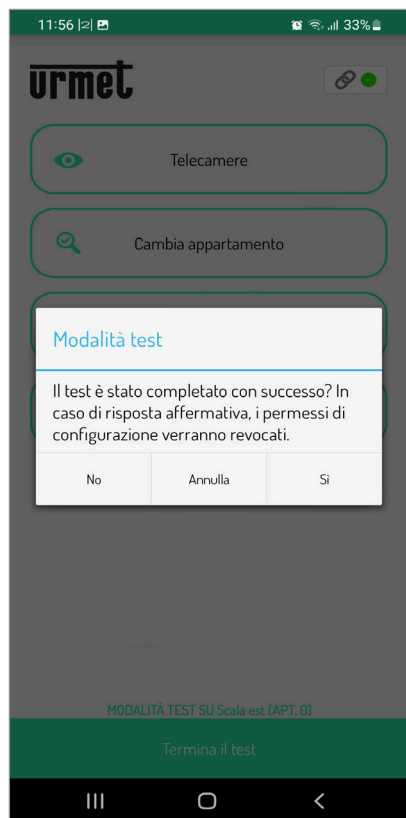 11:56 |2| 33%
urmet
Telecamere
Cambia appartamento
Modalità test
Il test è stato completato con successo? In
caso di risposta affermativa, i permessi di
configurazione verranno revocati.
No Annulla Si
MODALITÀ TEST SU Scala est (APT. 0)
Termina il test